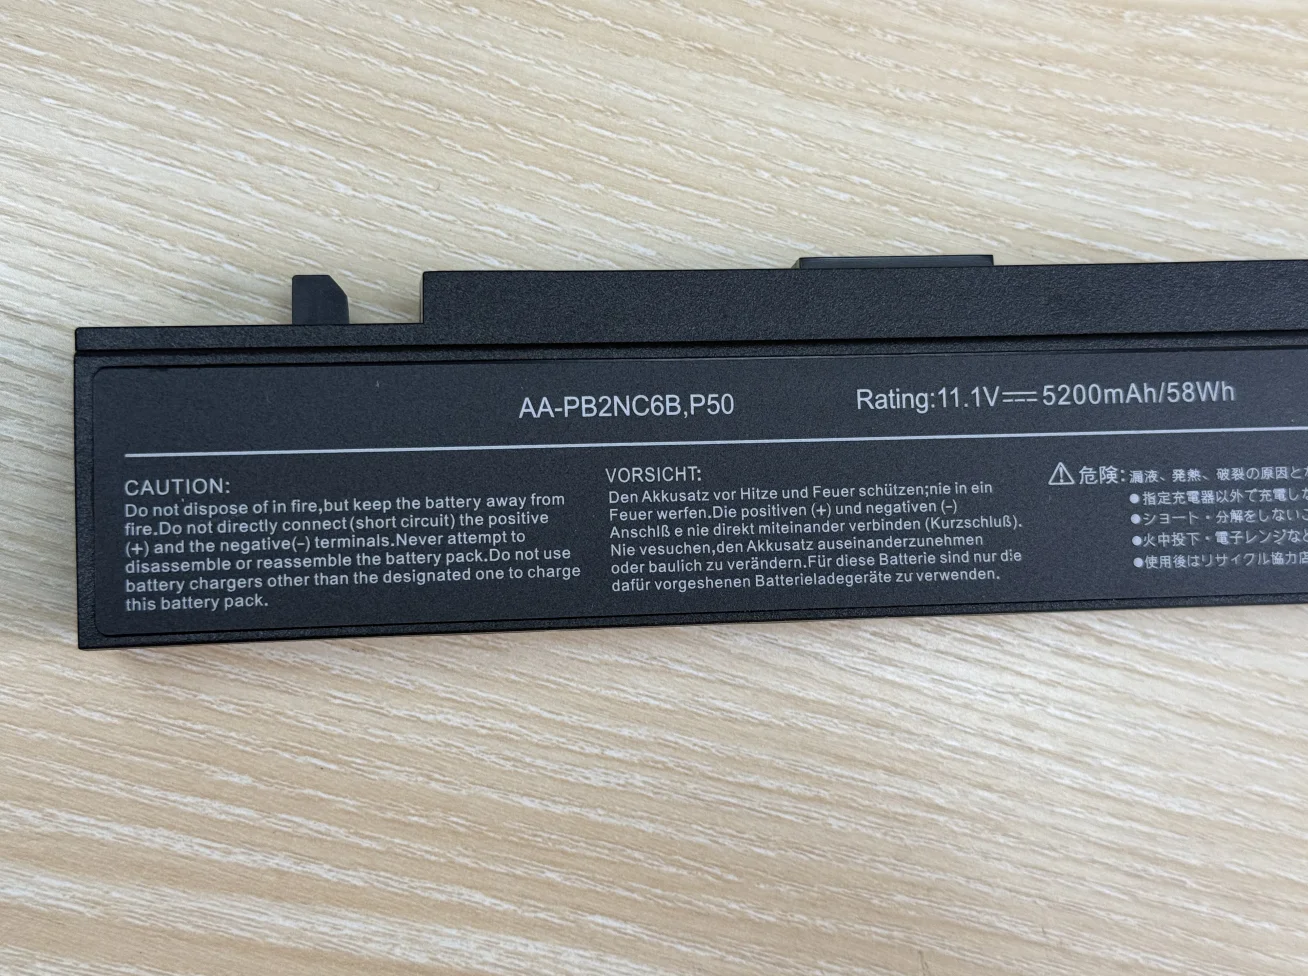 AA-PB2NC6B,P50
Rating:11.1V⎓5200mAh/58Wh
CAUTION:
Do not dispose of in fire,but keep the battery away from
fire.Do not directly connect(short circuit) the positive
(+) and the negative(-) terminals.Never attempt to
disassemble or reassemble the battery pack.Do not use
battery chargers other than the designated one to charge
this battery pack.
VORSICHT:
Den Akkusatz vor Hitze und Feuer schützen;nie in ein
Feuer werfen.Die positiven (+) und negativen (-)
Anschlß e nie direkt miteinander verbinden (Kurzschluß).
Nie vesuchen,den Akkusatz auseinanderzunehmen
oder baulich zu verändern.Für diese Batterie sind nur die
dafür vorgeshenen Batterieladegeräte zu verwenden.
⚠危険:漏液、発熱、破裂の原因と
●指定充電器以外で充電し
●ショート・分解をしない
●火中投下・電子レンジな
●使用後はリサイクル協力店